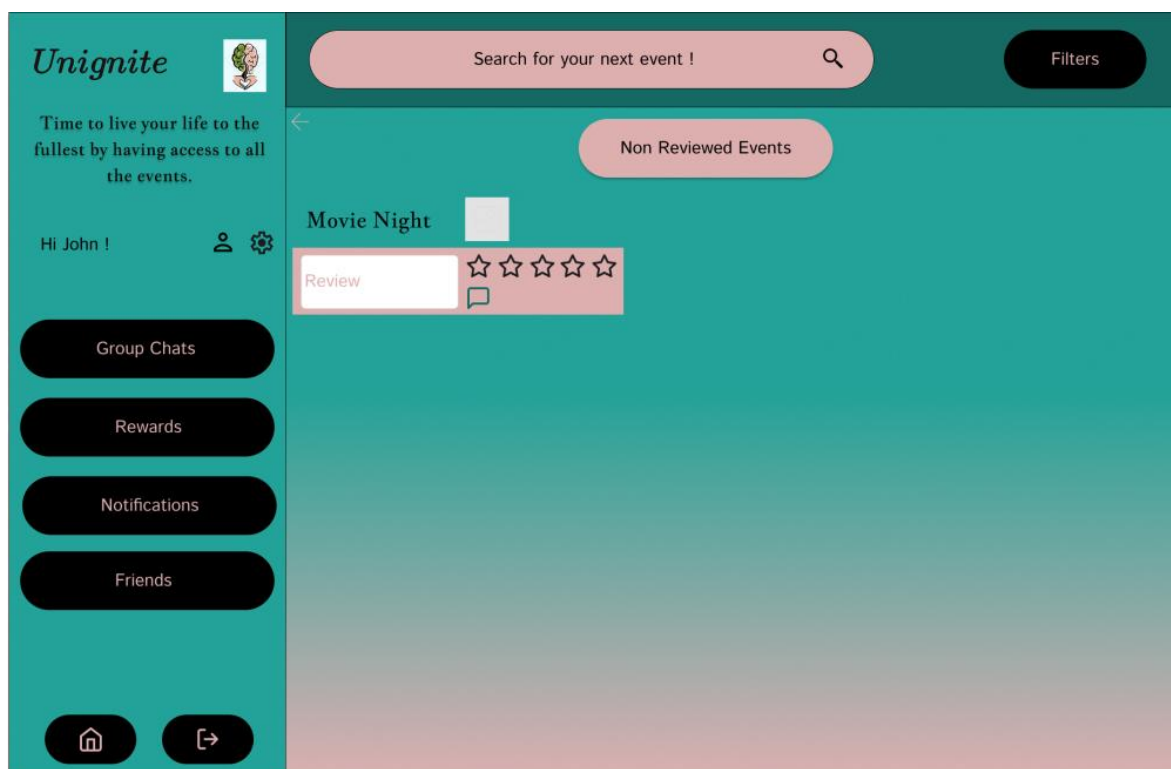 Unignite
Time to live your life to the
fullest by having access to all
the events.
Hi John !
Group Chats
Rewards
Notifications
Friends
Search for your next event !
Filters
Non Reviewed Events
Movie Night
Review